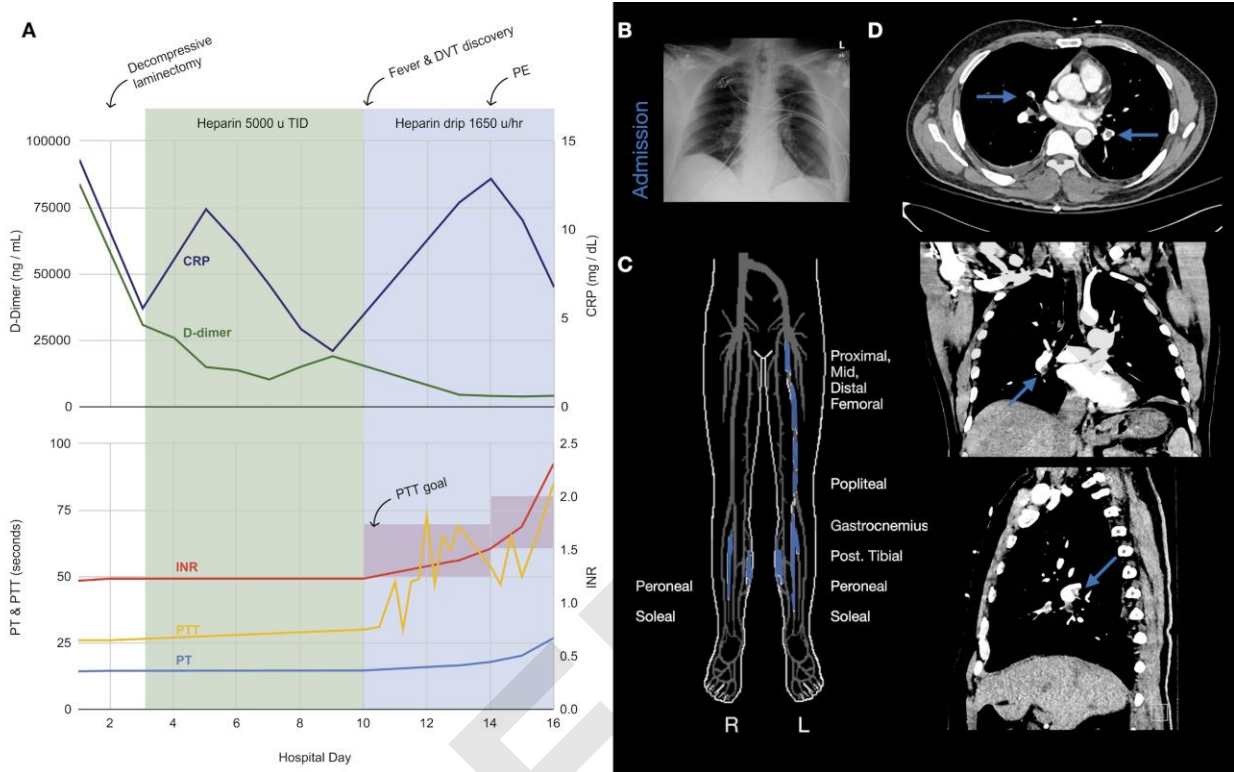 A
Decompressive
laminectomy
Fever & DVT discovery
PE
Heparin 5000 u TID
Heparin drip 1650 u/hr
100000
75000
50000
25000
0
D-Dimer (ng / mL)
15
10
5
0
CRP (mg / dL)
CRP
D-dimer
100
75
50
25
0
PT & PTT (seconds)
2.5
2.0
1.5
1.0
0.5
0.0
INR
PTT goal
INR
PTT
PT
2
4
6
8
10
12
14
16
Hospital Day
B
Admission
L
C
Proximal,
Mid,
Distal
Femoral
Popliteal
Gastrocnemius
Post. Tibial
Peroneal
Soleal
Peroneal
Soleal
R
L
D